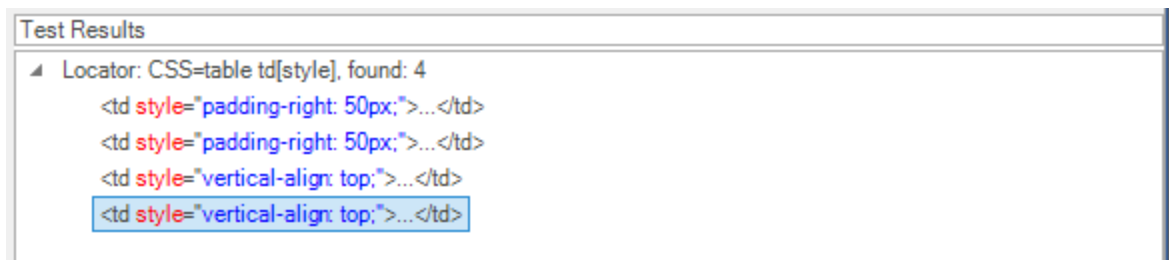 Test Results
Locator: CSS=table td[style], found: 4
<td style="padding-right: 50px;">...</td>
<td style="padding-right: 50px;">...</td>
<td style="vertical-align: top;">...</td>
<td style="vertical-align: top;">...</td>